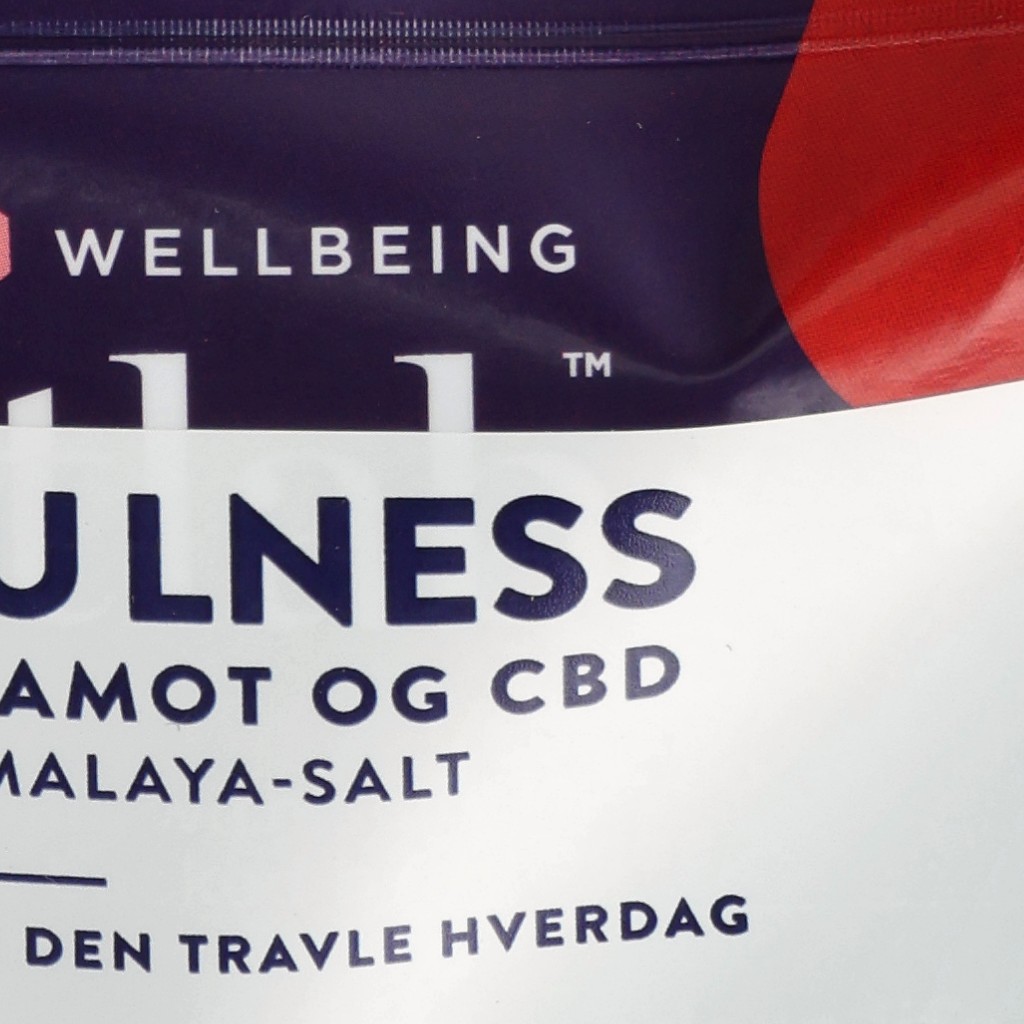 WELLBEING
TM
ULNESS
AMOT OG CBD
MALAYA-SALT
DEN TRAVLE HVERDAG